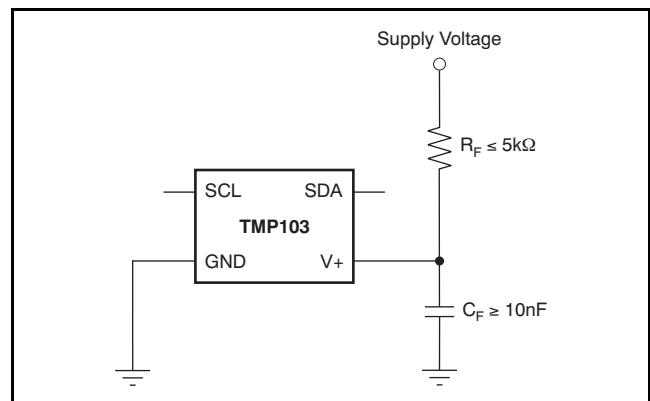 Supply Voltage
R_F ≤ 5kΩ
SCL SDA
TMP103
GND V+
C_F ≥ 10nF